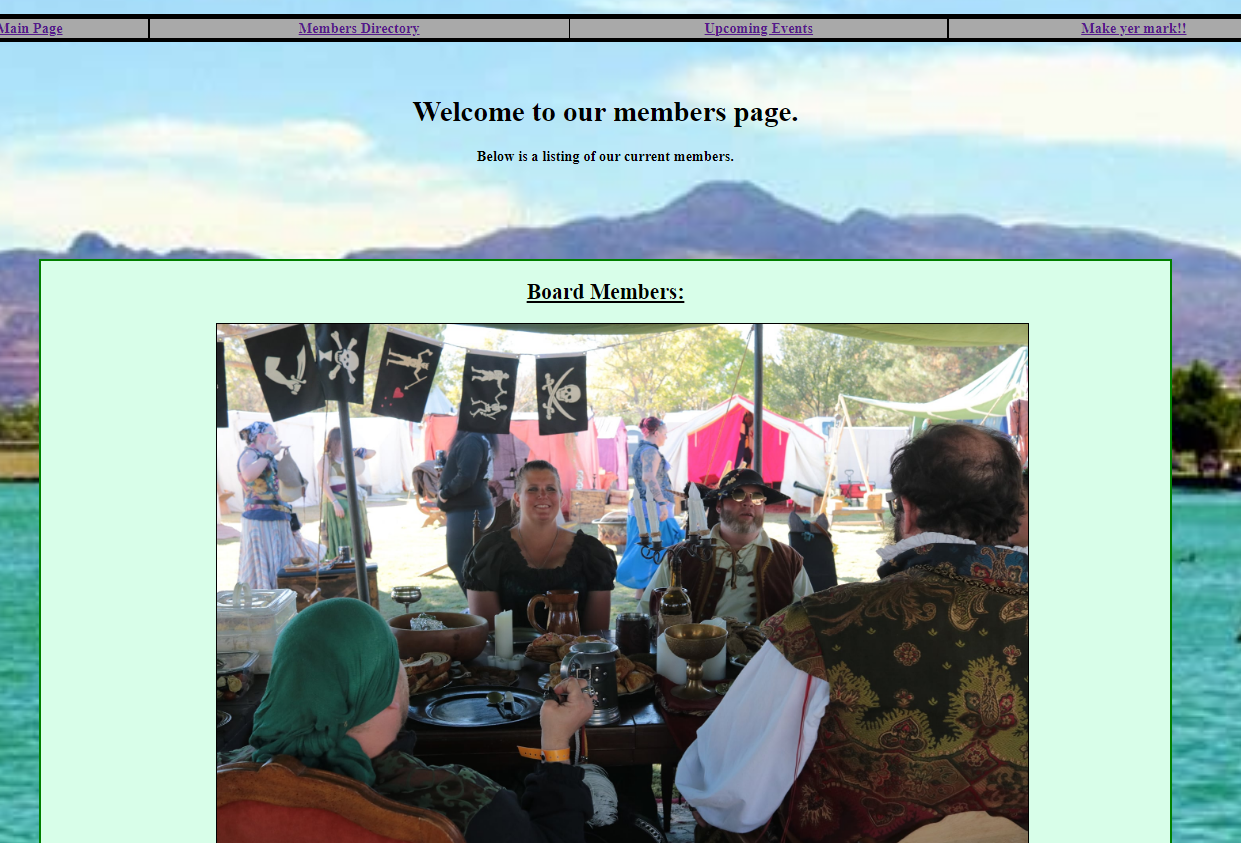 Main Page Members Directory Upcoming Events Make yer mark!!
Welcome to our members page.
Below is a listing of our current members.
Board Members: